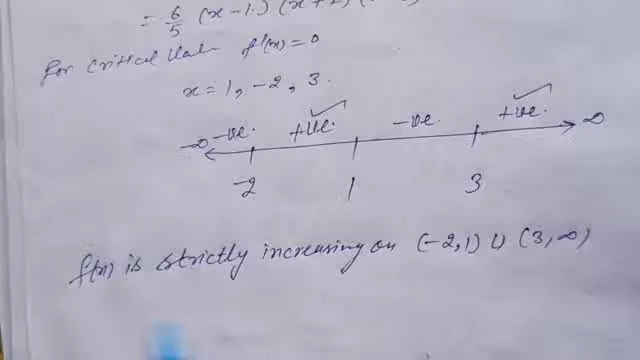 = 6/5 (x-1) (x+2)
For critical Value f'(x)=0
x = 1, -2, 3.
-∞ -ve. +ve. -ve. +ve. ∞
-2 1 3
f(x) is strictly increasing on (-2,1) U (3,∞)